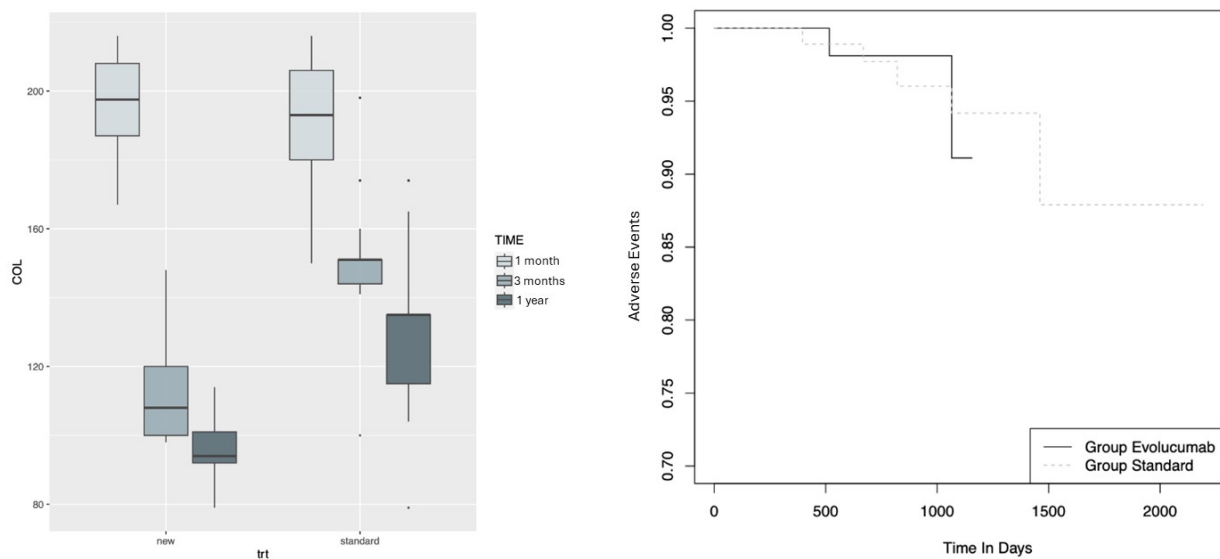 COL
200
160
120
80
new
standard
trt
TIME
1 month
3 months
1 year
Adverse Events
1.00
0.95
0.90
0.85
0.80
0.75
0.70
0
500
1000
1500
2000
Time In Days
Group Evolucumab
Group Standard